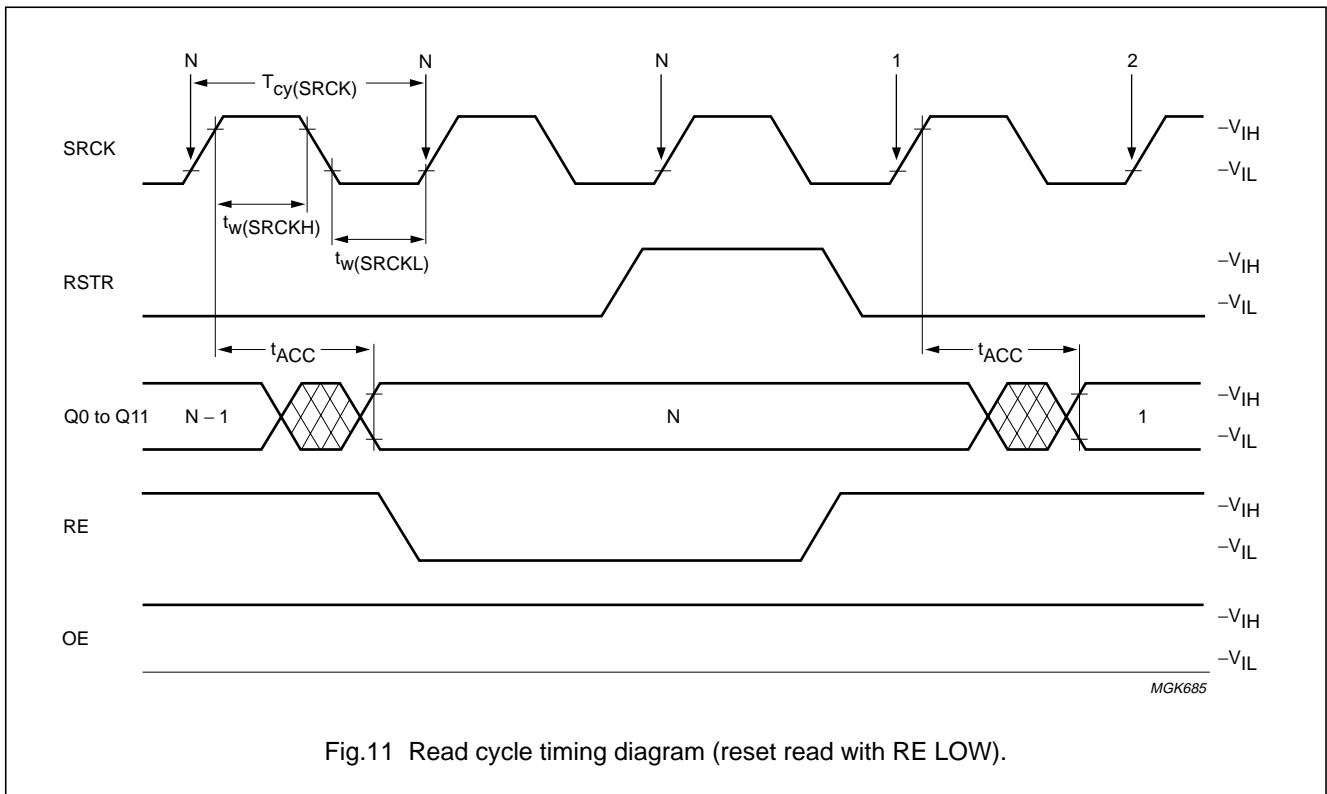 N N N 1 2
Tcy(SRCK)
SRCK
−VIH
−VIL
tw(SRCKH)
tw(SRCKL)
RSTR
−VIH
−VIL
tACC tACC
Q0 to Q11 N − 1 N 1
−VIH
−VIL
RE
−VIH
−VIL
OE
−VIH
−VIL
MGK685
Fig.11 Read cycle timing diagram (reset read with RE LOW).